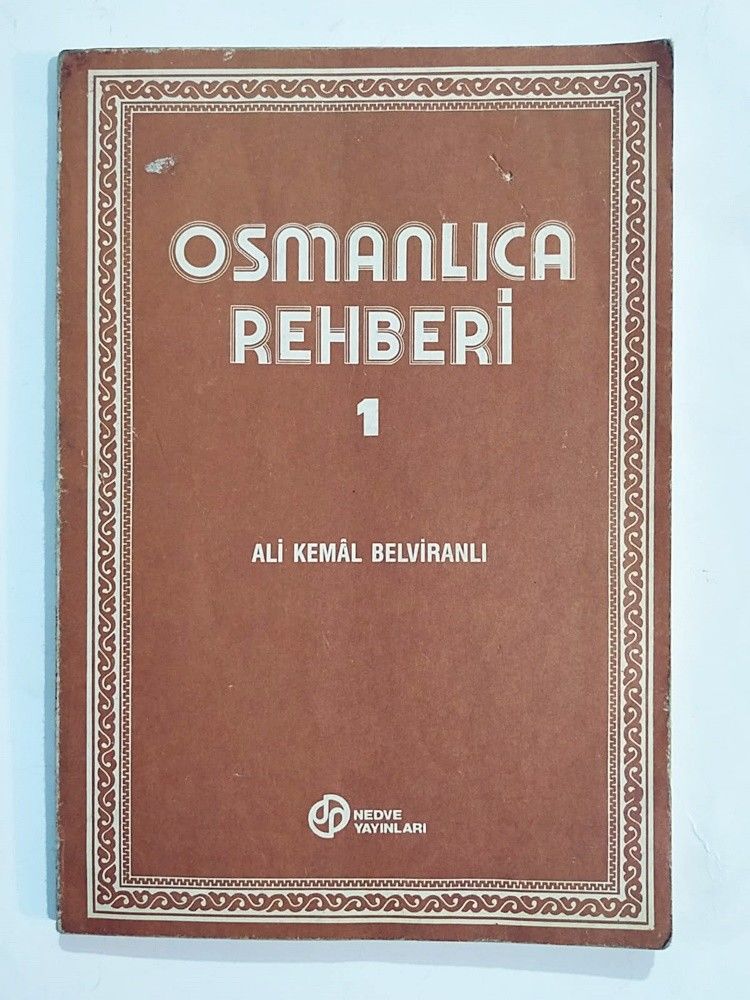 OSMANLICA
REHBERİ
1
ALİ KEMÂL BELVİRANLI
NEDVE
YAYINLARI